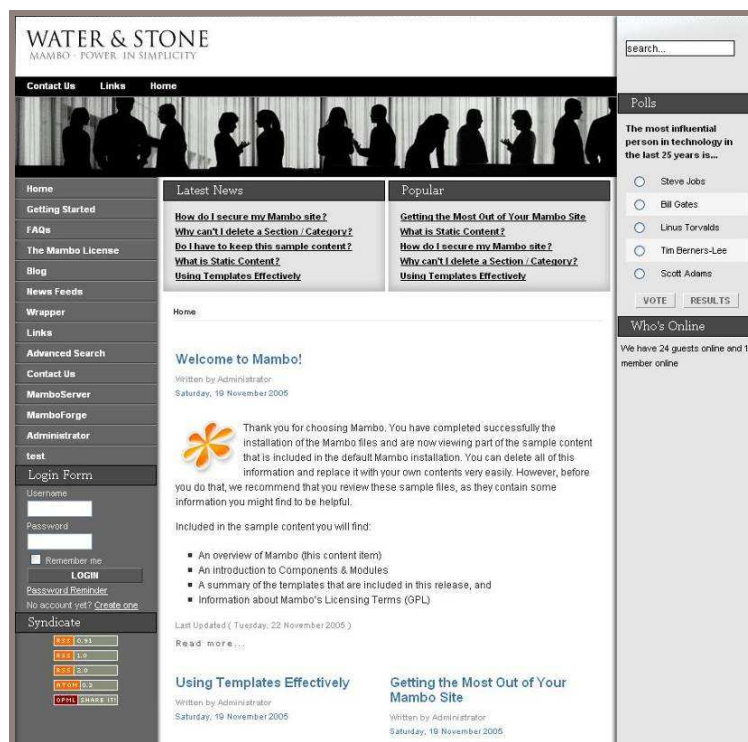 WATER & STONE
MAMBO - POWER IN SIMPLICITY
search...
Contact Us Links Home
Home
Getting Started
FAQs
The Mambo License
Blog
News Feeds
Wrapper
Links
Advanced Search
Contact Us
MamboServer
MamboForge
Administrator
test
Login Form
Username
Password
Remember me
LOGIN
Password Reminder
No account yet? Create one
Syndicate
RSS 0.91
RSS 1.0
RSS 2.0
ATOM 0.3
OPML SHARE IT!
Latest News
How do I secure my Mambo site?
Why can't I delete a Section / Category?
Do I have to keep this sample content?
What is Static Content?
Using Templates Effectively
Popular
Getting the Most Out of Your Mambo Site
What is Static Content?
How do I secure my Mambo site?
Why can't I delete a Section / Category?
Using Templates Effectively
Home
Welcome to Mambo!
Written by Administrator
Saturday, 19 November 2005
Thank you for choosing Mambo. You have completed successfully the
installation of the Mambo files and are now viewing part of the sample content
that is included in the default Mambo installation. You can delete all of this
information and replace it with your own contents very easily. However, before
you do that, we recommend that you review these sample files, as they contain some
information you might find to be helpful.
Included in the sample content you will find:
An overview of Mambo (this content item)
An introduction to Components & Modules
A summary of the templates that are included in this release, and
Information about Mambo's Licensing Terms (GPL)
Last Updated ( Tuesday, 22 November 2005 )
Read more...
Using Templates Effectively
Written by Administrator
Saturday, 19 November 2005
Getting the Most Out of Your
Mambo Site
Written by Administrator
Saturday, 19 November 2005
Polls
The most influential
person in technology in
the last 25 years is...
Steve Jobs
Bill Gates
Linus Torvalds
Tim Berners-Lee
Scott Adams
VOTE RESULTS
Who's Online
We have 24 guests online and 1
member online